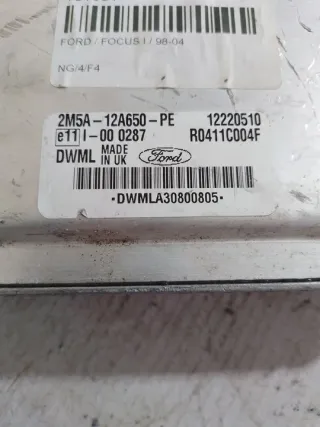 FORD / FOCUS I / 98-04
NG/4/F4
2M5A-12A650-PE 12220510
e11 I-00 0287 R0411C004F
DWML MADE IN UK Ford
·DWMLA30800805·